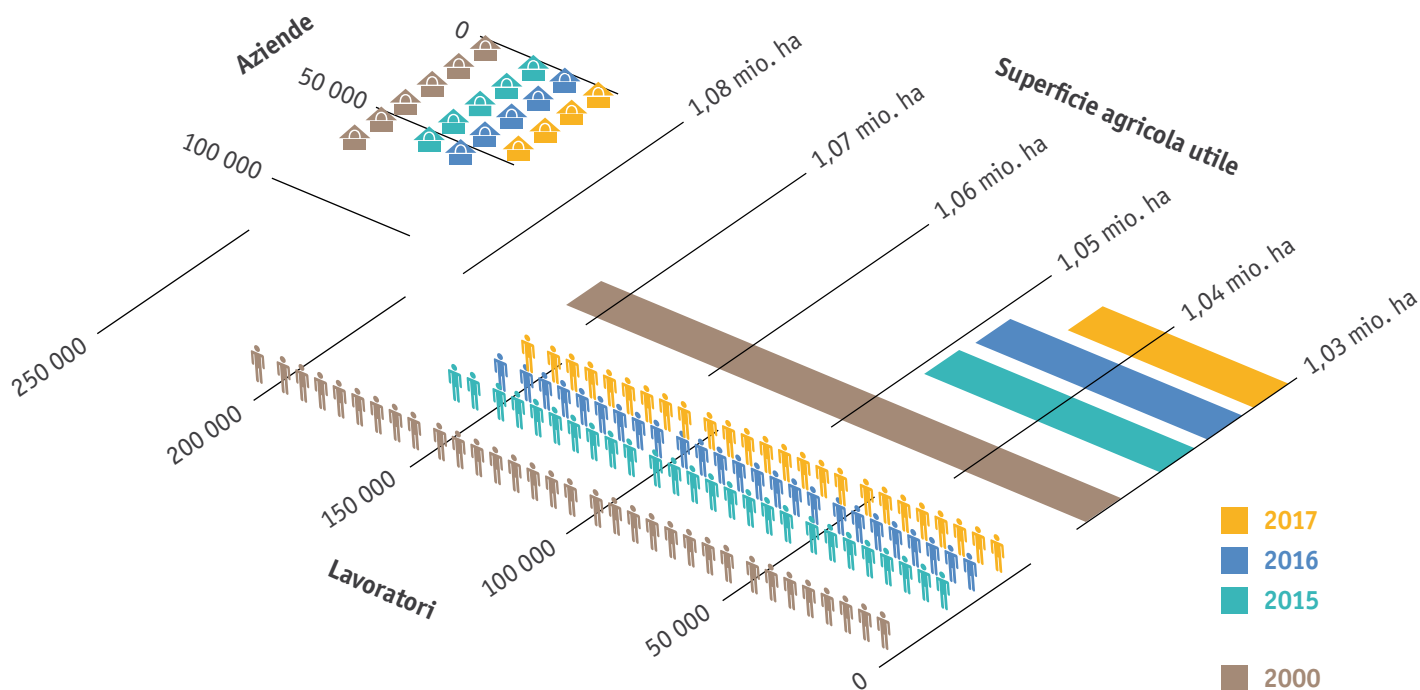 Aziende
0
50 000
100 000
Superficie agricola utile
1,08 mio. ha
1,07 mio. ha
1,06 mio. ha
1,05 mio. ha
1,04 mio. ha
1,03 mio. ha
250 000
200 000
150 000
100 000
50 000
0
Lavoratori
2017
2016
2015
2000